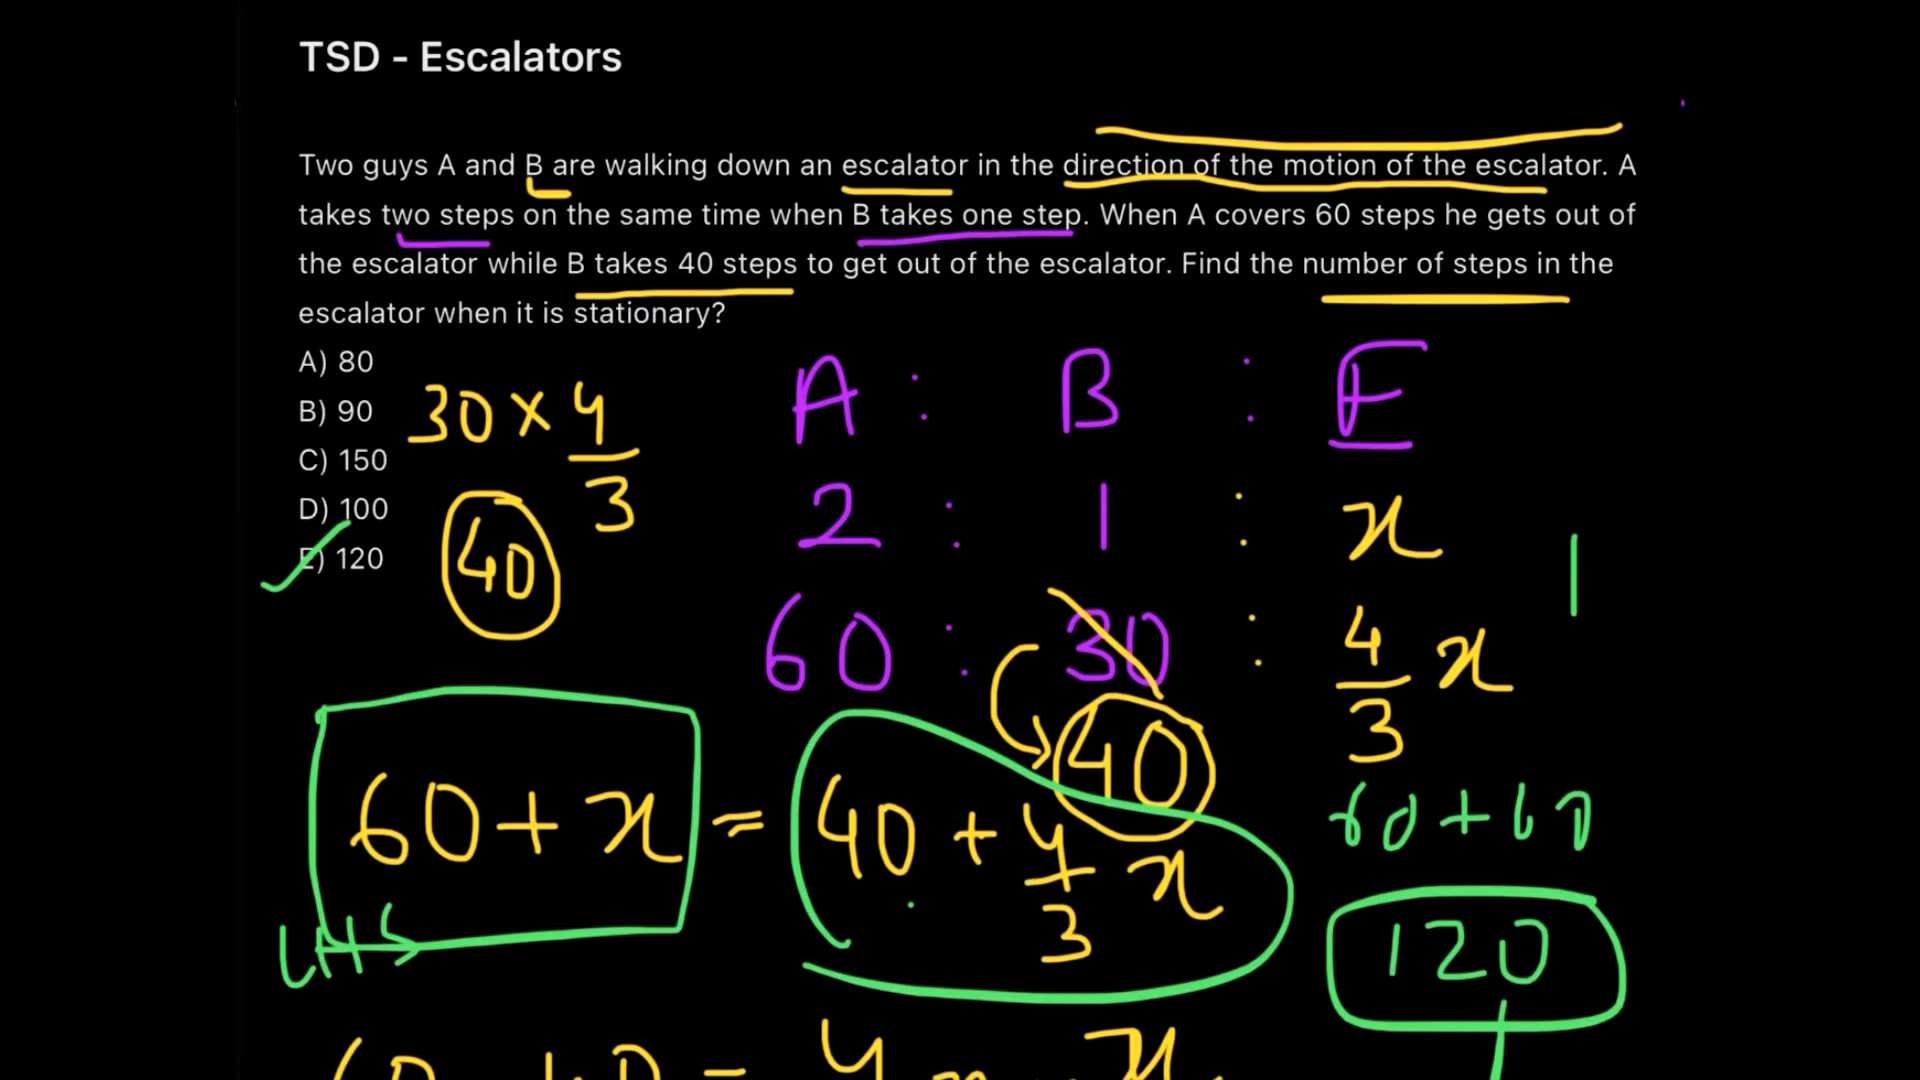 TSD - Escalators
Two guys A and B are walking down an escalator in the direction of the motion of the escalator. A
takes two steps on the same time when B takes one step. When A covers 60 steps he gets out of
the escalator while B takes 40 steps to get out of the escalator. Find the number of steps in the
escalator when it is stationary?
A) 80
B) 90
C) 150
D) 100
E) 120
30 × 4/3
40
A : B : E
2 : 1 : x
60 : 30 : 4/3 x
40
60 + x = 40 + 4/3 x
LHS
60 + 60
120